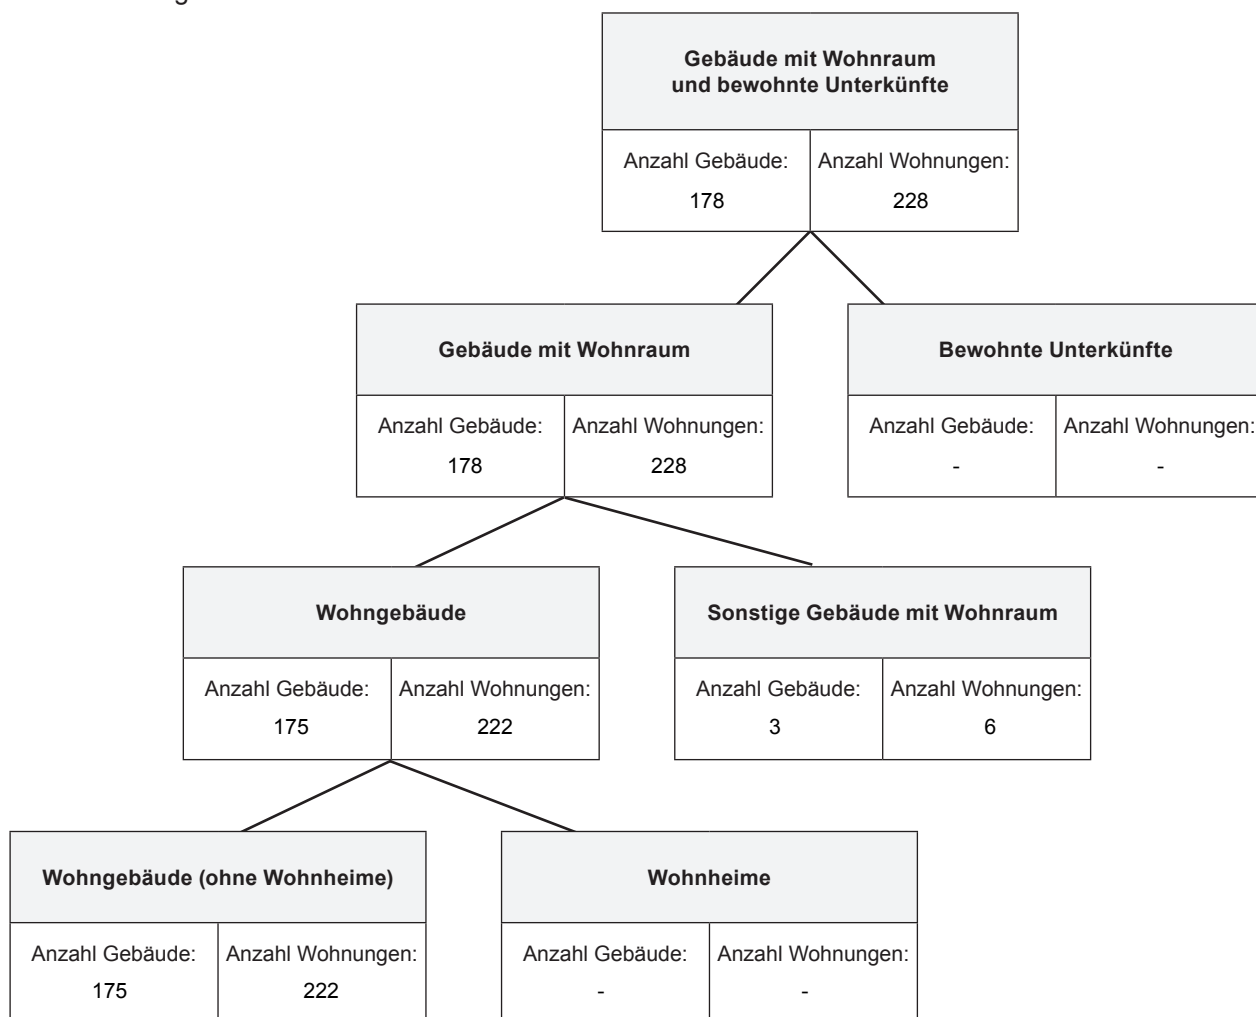 Gebäude mit Wohnraum
und bewohnte Unterkünfte
Anzahl Gebäude: Anzahl Wohnungen:
178 228
Gebäude mit Wohnraum
Anzahl Gebäude: Anzahl Wohnungen:
178 228
Bewohnte Unterkünfte
Anzahl Gebäude: Anzahl Wohnungen:
- -
Wohngebäude
Anzahl Gebäude: Anzahl Wohnungen:
175 222
Sonstige Gebäude mit Wohnraum
Anzahl Gebäude: Anzahl Wohnungen:
3 6
Wohngebäude (ohne Wohnheime)
Anzahl Gebäude: Anzahl Wohnungen:
175 222
Wohnheime
Anzahl Gebäude: Anzahl Wohnungen:
- -